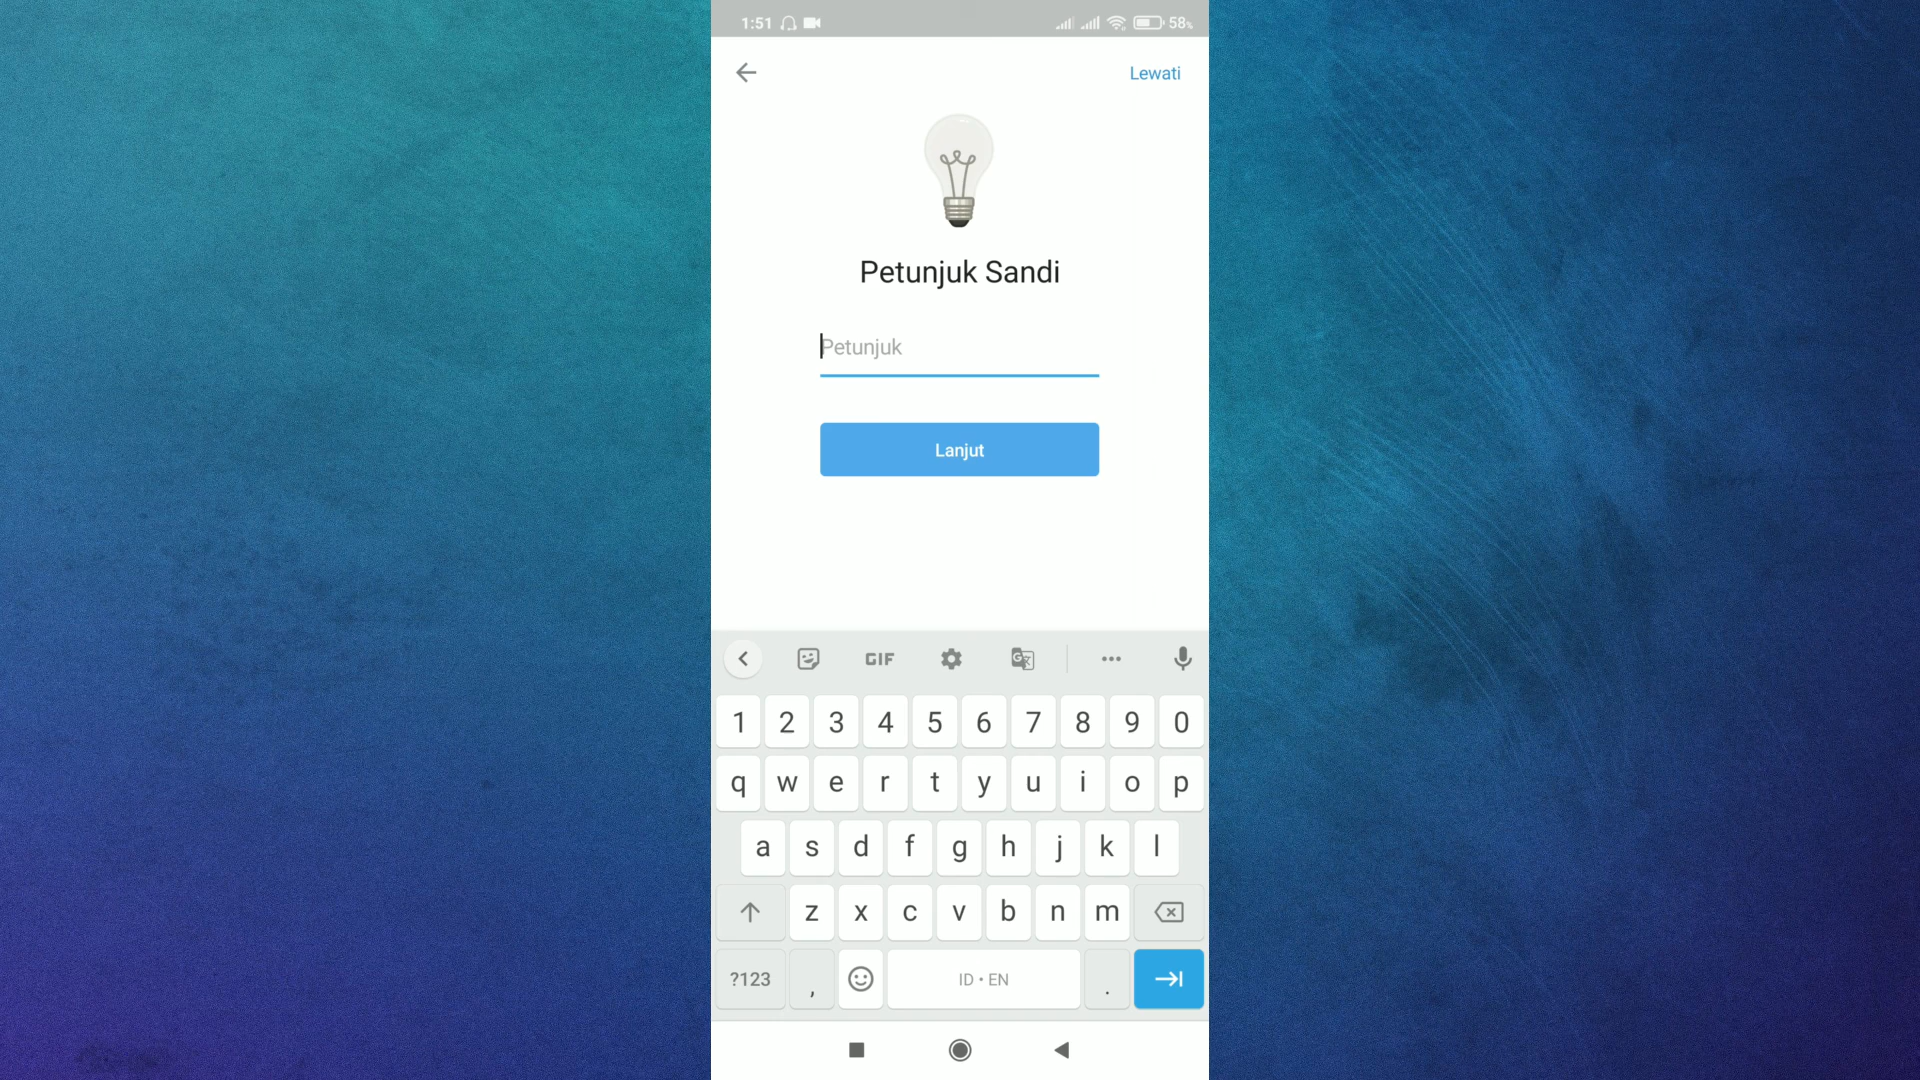 1:51
58%
Lewati
Petunjuk Sandi
Petunjuk
Lanjut
GIF
1 2 3 4 5 6 7 8 9 0
q w e r t y u i o p
a s d f g h j k l
z x c v b n m
?123 , ID • EN .